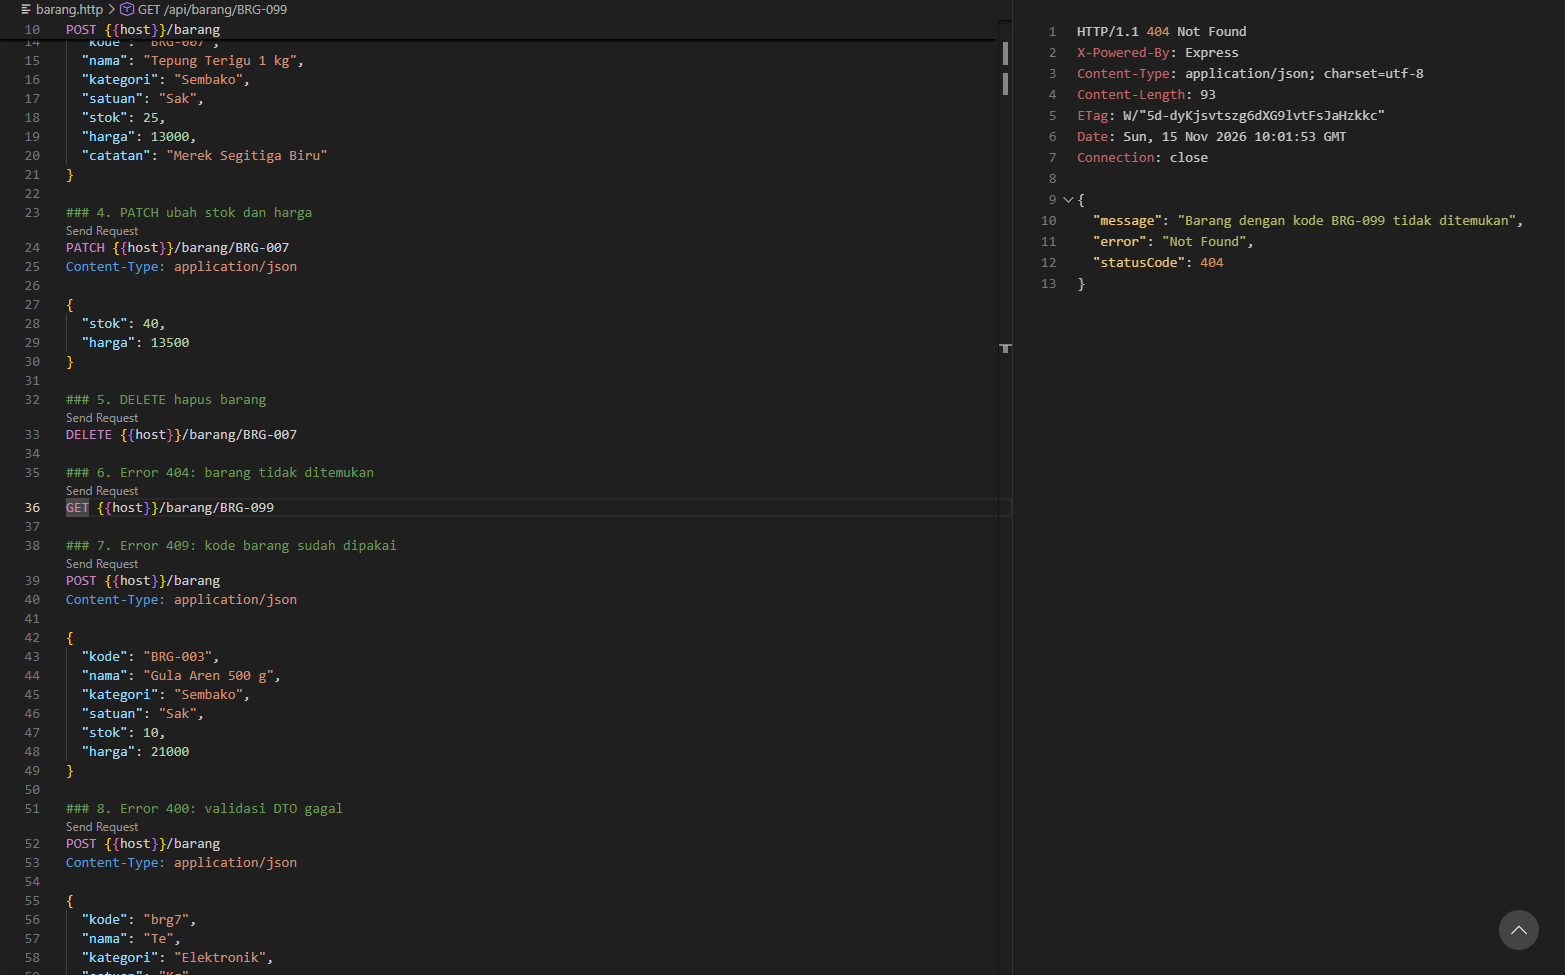 barang.http > GET /api/barang/BRG-099
10 POST {{host}}/barang
14 "kode": "BRG-007",
15 "nama": "Tepung Terigu 1 kg",
16 "kategori": "Sembako",
17 "satuan": "Sak",
18 "stok": 25,
19 "harga": 13000,
20 "catatan": "Merek Segitiga Biru"
21 }
22
23 ### 4. PATCH ubah stok dan harga
Send Request
24 PATCH {{host}}/barang/BRG-007
25 Content-Type: application/json
26
27 {
28 "stok": 40,
29 "harga": 13500
30 }
31
32 ### 5. DELETE hapus barang
Send Request
33 DELETE {{host}}/barang/BRG-007
34
35 ### 6. Error 404: barang tidak ditemukan
Send Request
36 GET {{host}}/barang/BRG-099
37
38 ### 7. Error 409: kode barang sudah dipakai
Send Request
39 POST {{host}}/barang
40 Content-Type: application/json
41
42 {
43 "kode": "BRG-003",
44 "nama": "Gula Aren 500 g",
45 "kategori": "Sembako",
46 "satuan": "Sak",
47 "stok": 10,
48 "harga": 21000
49 }
50
51 ### 8. Error 400: validasi DTO gagal
Send Request
52 POST {{host}}/barang
53 Content-Type: application/json
54
55 {
56 "kode": "brg7",
57 "nama": "Te",
58 "kategori": "Elektronik",
1 HTTP/1.1 404 Not Found
2 X-Powered-By: Express
3 Content-Type: application/json; charset=utf-8
4 Content-Length: 93
5 ETag: W/"5d-dyKjsvtszg6dXG9lvtFsJaHzkkc"
6 Date: Sun, 15 Nov 2026 10:01:53 GMT
7 Connection: close
8
9 {
10 "message": "Barang dengan kode BRG-099 tidak ditemukan",
11 "error": "Not Found",
12 "statusCode": 404
13 }